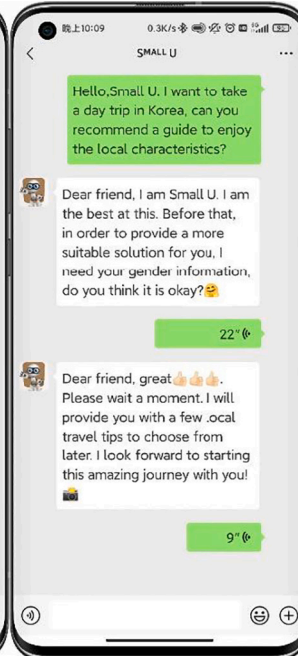 晚上10:09
0.3K/s
SMALL U
Hello,Small U. I want to take
a day trip in Korea, can you
recommend a guide to enjoy
the local characteristics?
Dear friend, I am Small U. I am
the best at this. Before that,
in order to provide a more
suitable solution for you, I
need your gender information,
do you think it is okay?🤗
22"
Dear friend, great👍🏻👍🏻👍🏻.
Please wait a moment. I will
provide you with a few .ocal
travel tips to choose from
later. I look forward to starting
this amazing journey with you!
📸
9"